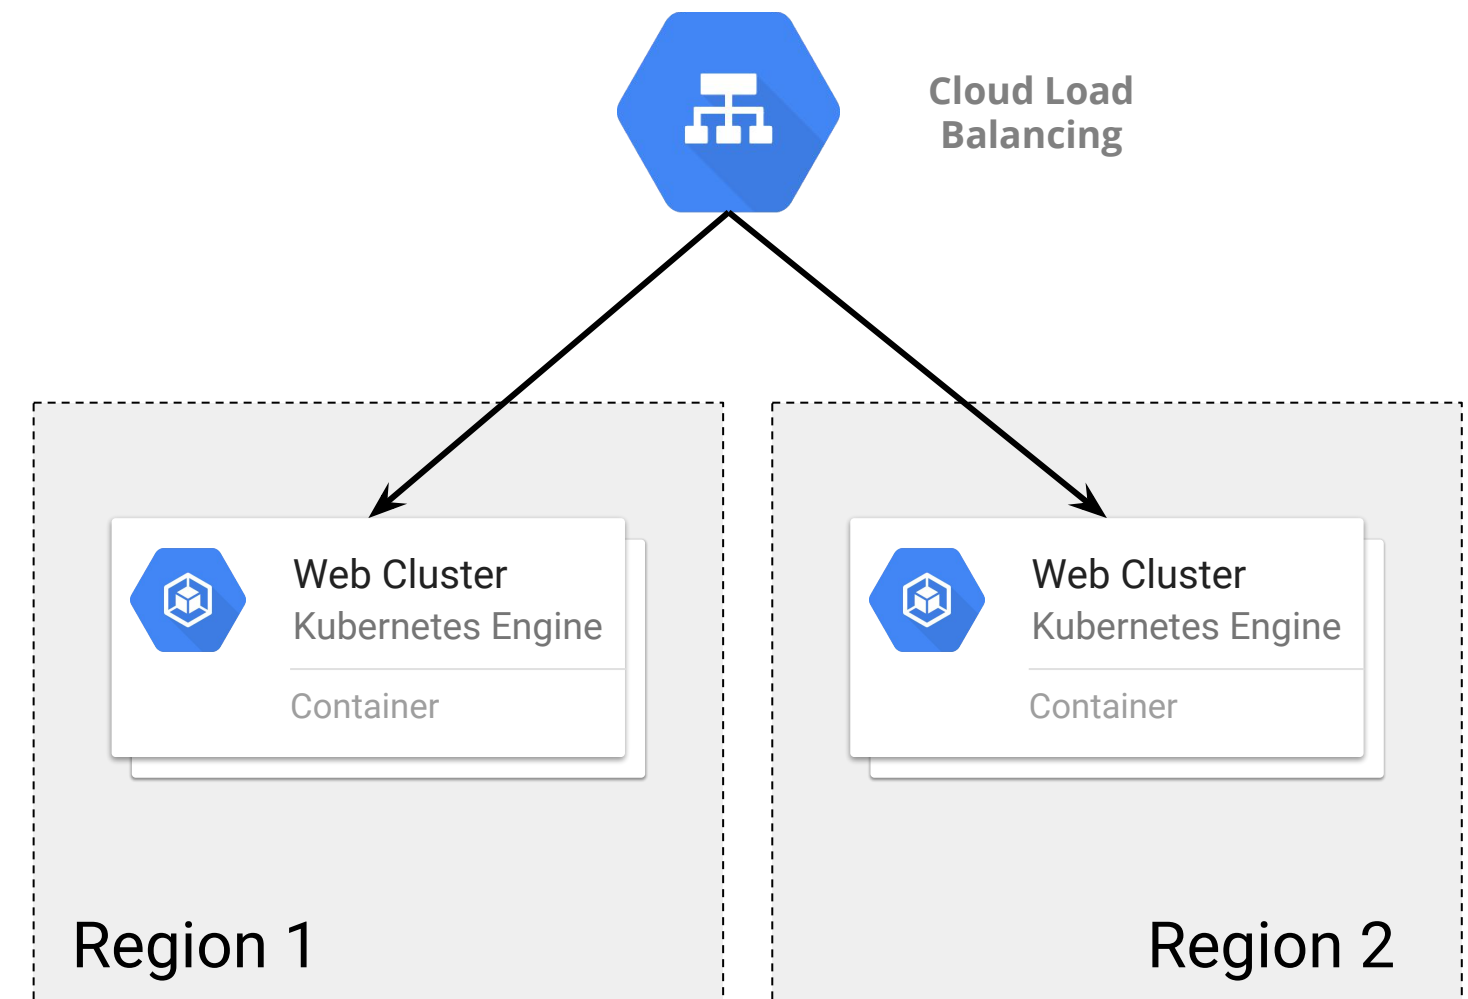 Cloud Load
Balancing
Web Cluster
Kubernetes Engine
Container
Region 1
Web Cluster
Kubernetes Engine
Container
Region 2